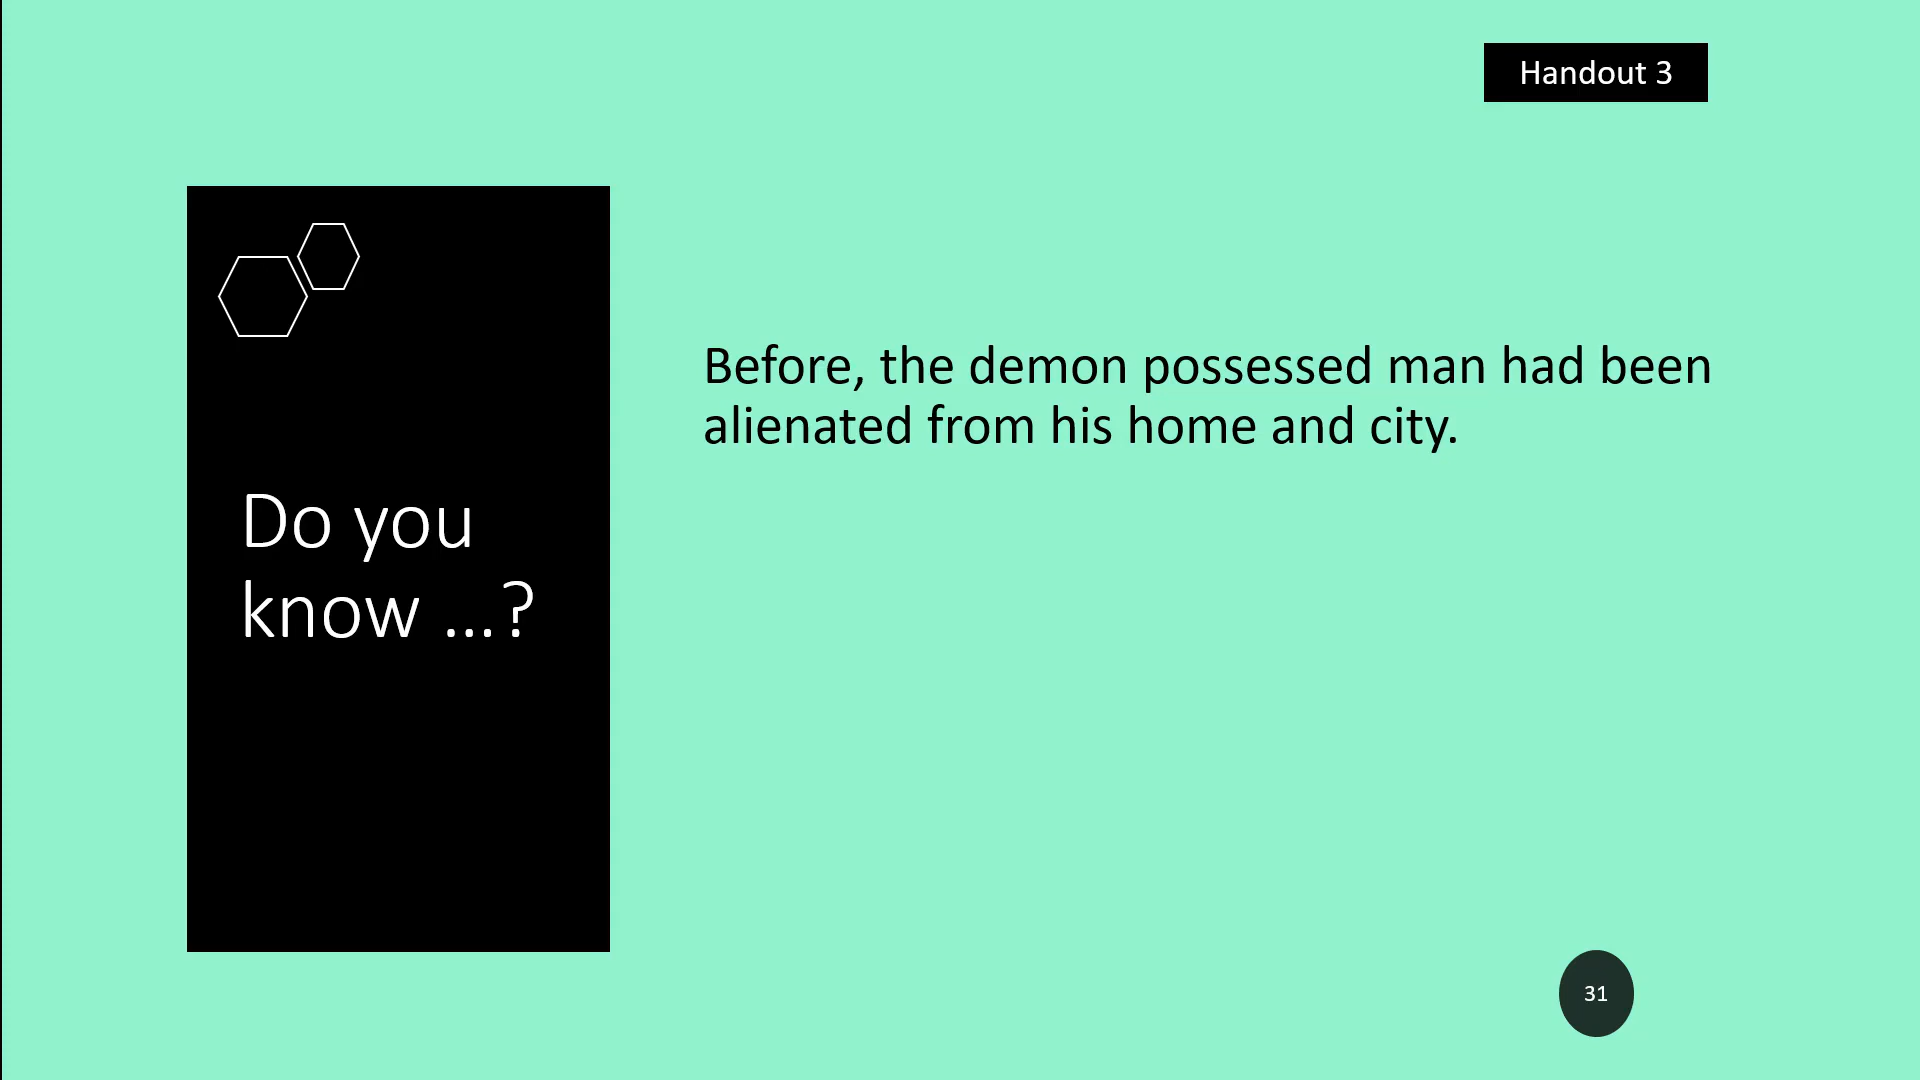 Handout 3
Do you
know ...?
Before, the demon possessed man had been
alienated from his home and city.
31